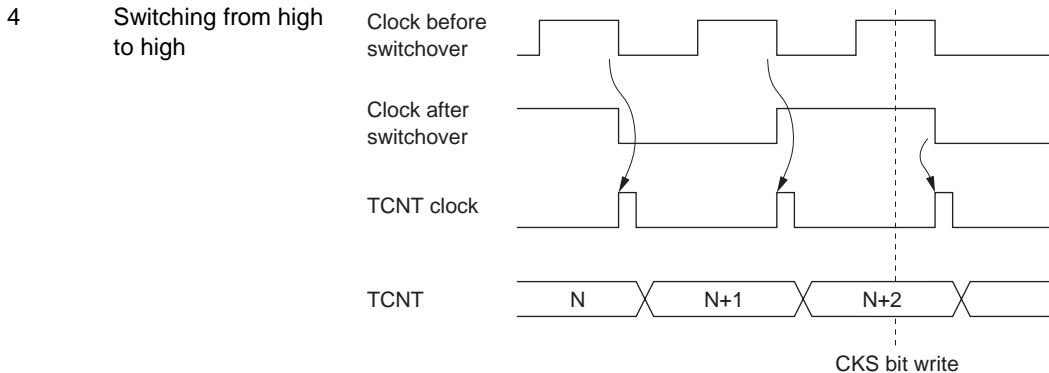 4 Switching from high
to high
Clock before
switchover
Clock after
switchover
TCNT clock
TCNT N N+1 N+2
CKS bit write